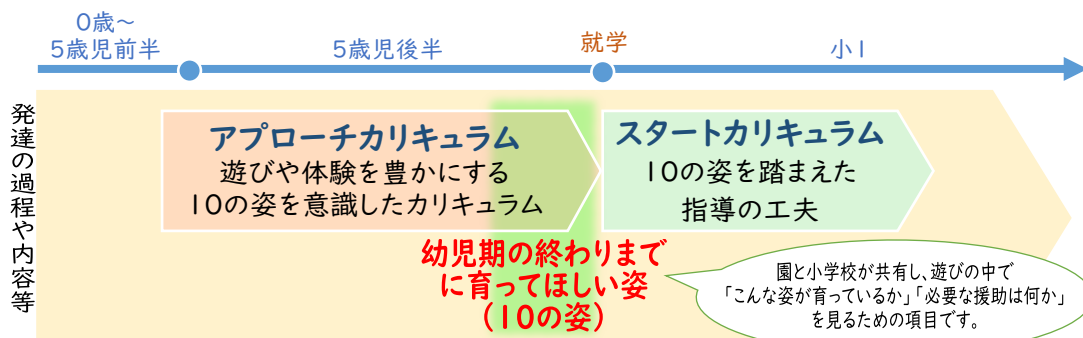 0歳~
5歳児前半
5歳児後半
就学
小1
発達の過程や内容等
アプローチカリキュラム
遊びや体験を豊かにする
10の姿を意識したカリキュラム
スタートカリキュラム
10の姿を踏まえた
指導の工夫
幼児期の終わりまで
に育ってほしい姿
(10の姿)
園と小学校が共有し、遊びの中で
「こんな姿が育っているか」「必要な援助は何か」
を見るための項目です。